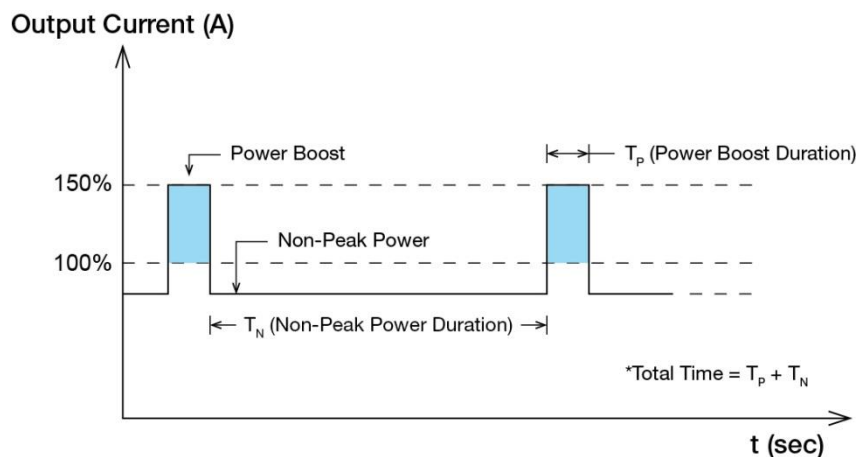 Output Current (A)
Power Boost
T_P (Power Boost Duration)
150%
Non-Peak Power
100%
T_N (Non-Peak Power Duration)
*Total Time = T_P + T_N
t (sec)